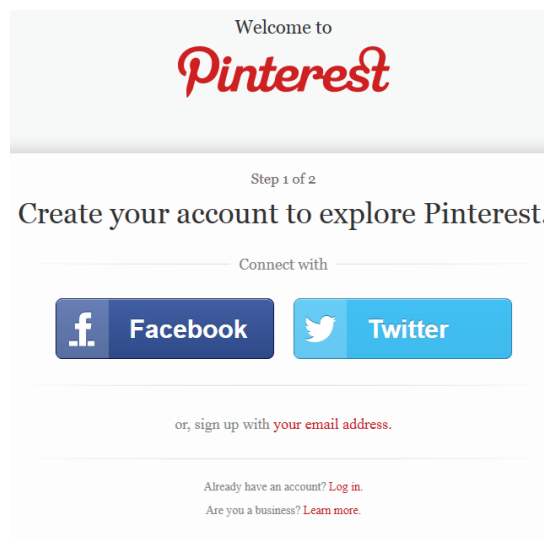 Welcome to
Pinterest
Step 1 of 2
Create your account to explore Pinterest.
Connect with
f Facebook
Twitter
or, sign up with your email address.
Already have an account? Log in.
Are you a business? Learn more.